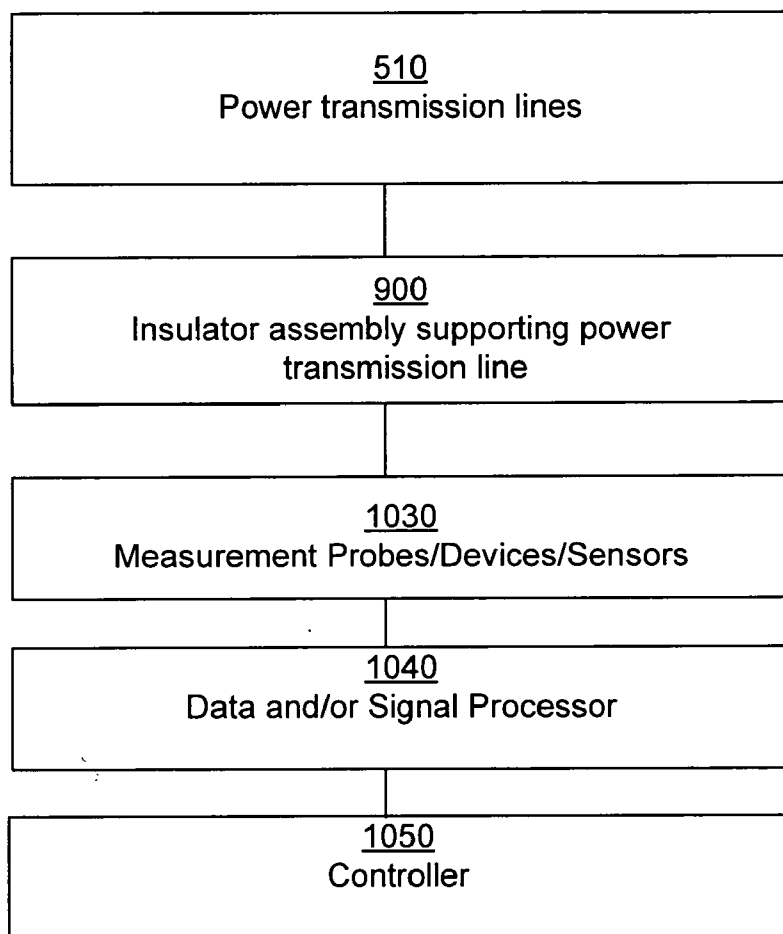 510
Power transmission lines
900
Insulator assembly supporting power
transmission line
1030
Measurement Probes/Devices/Sensors
1040
Data and/or Signal Processor
1050
Controller